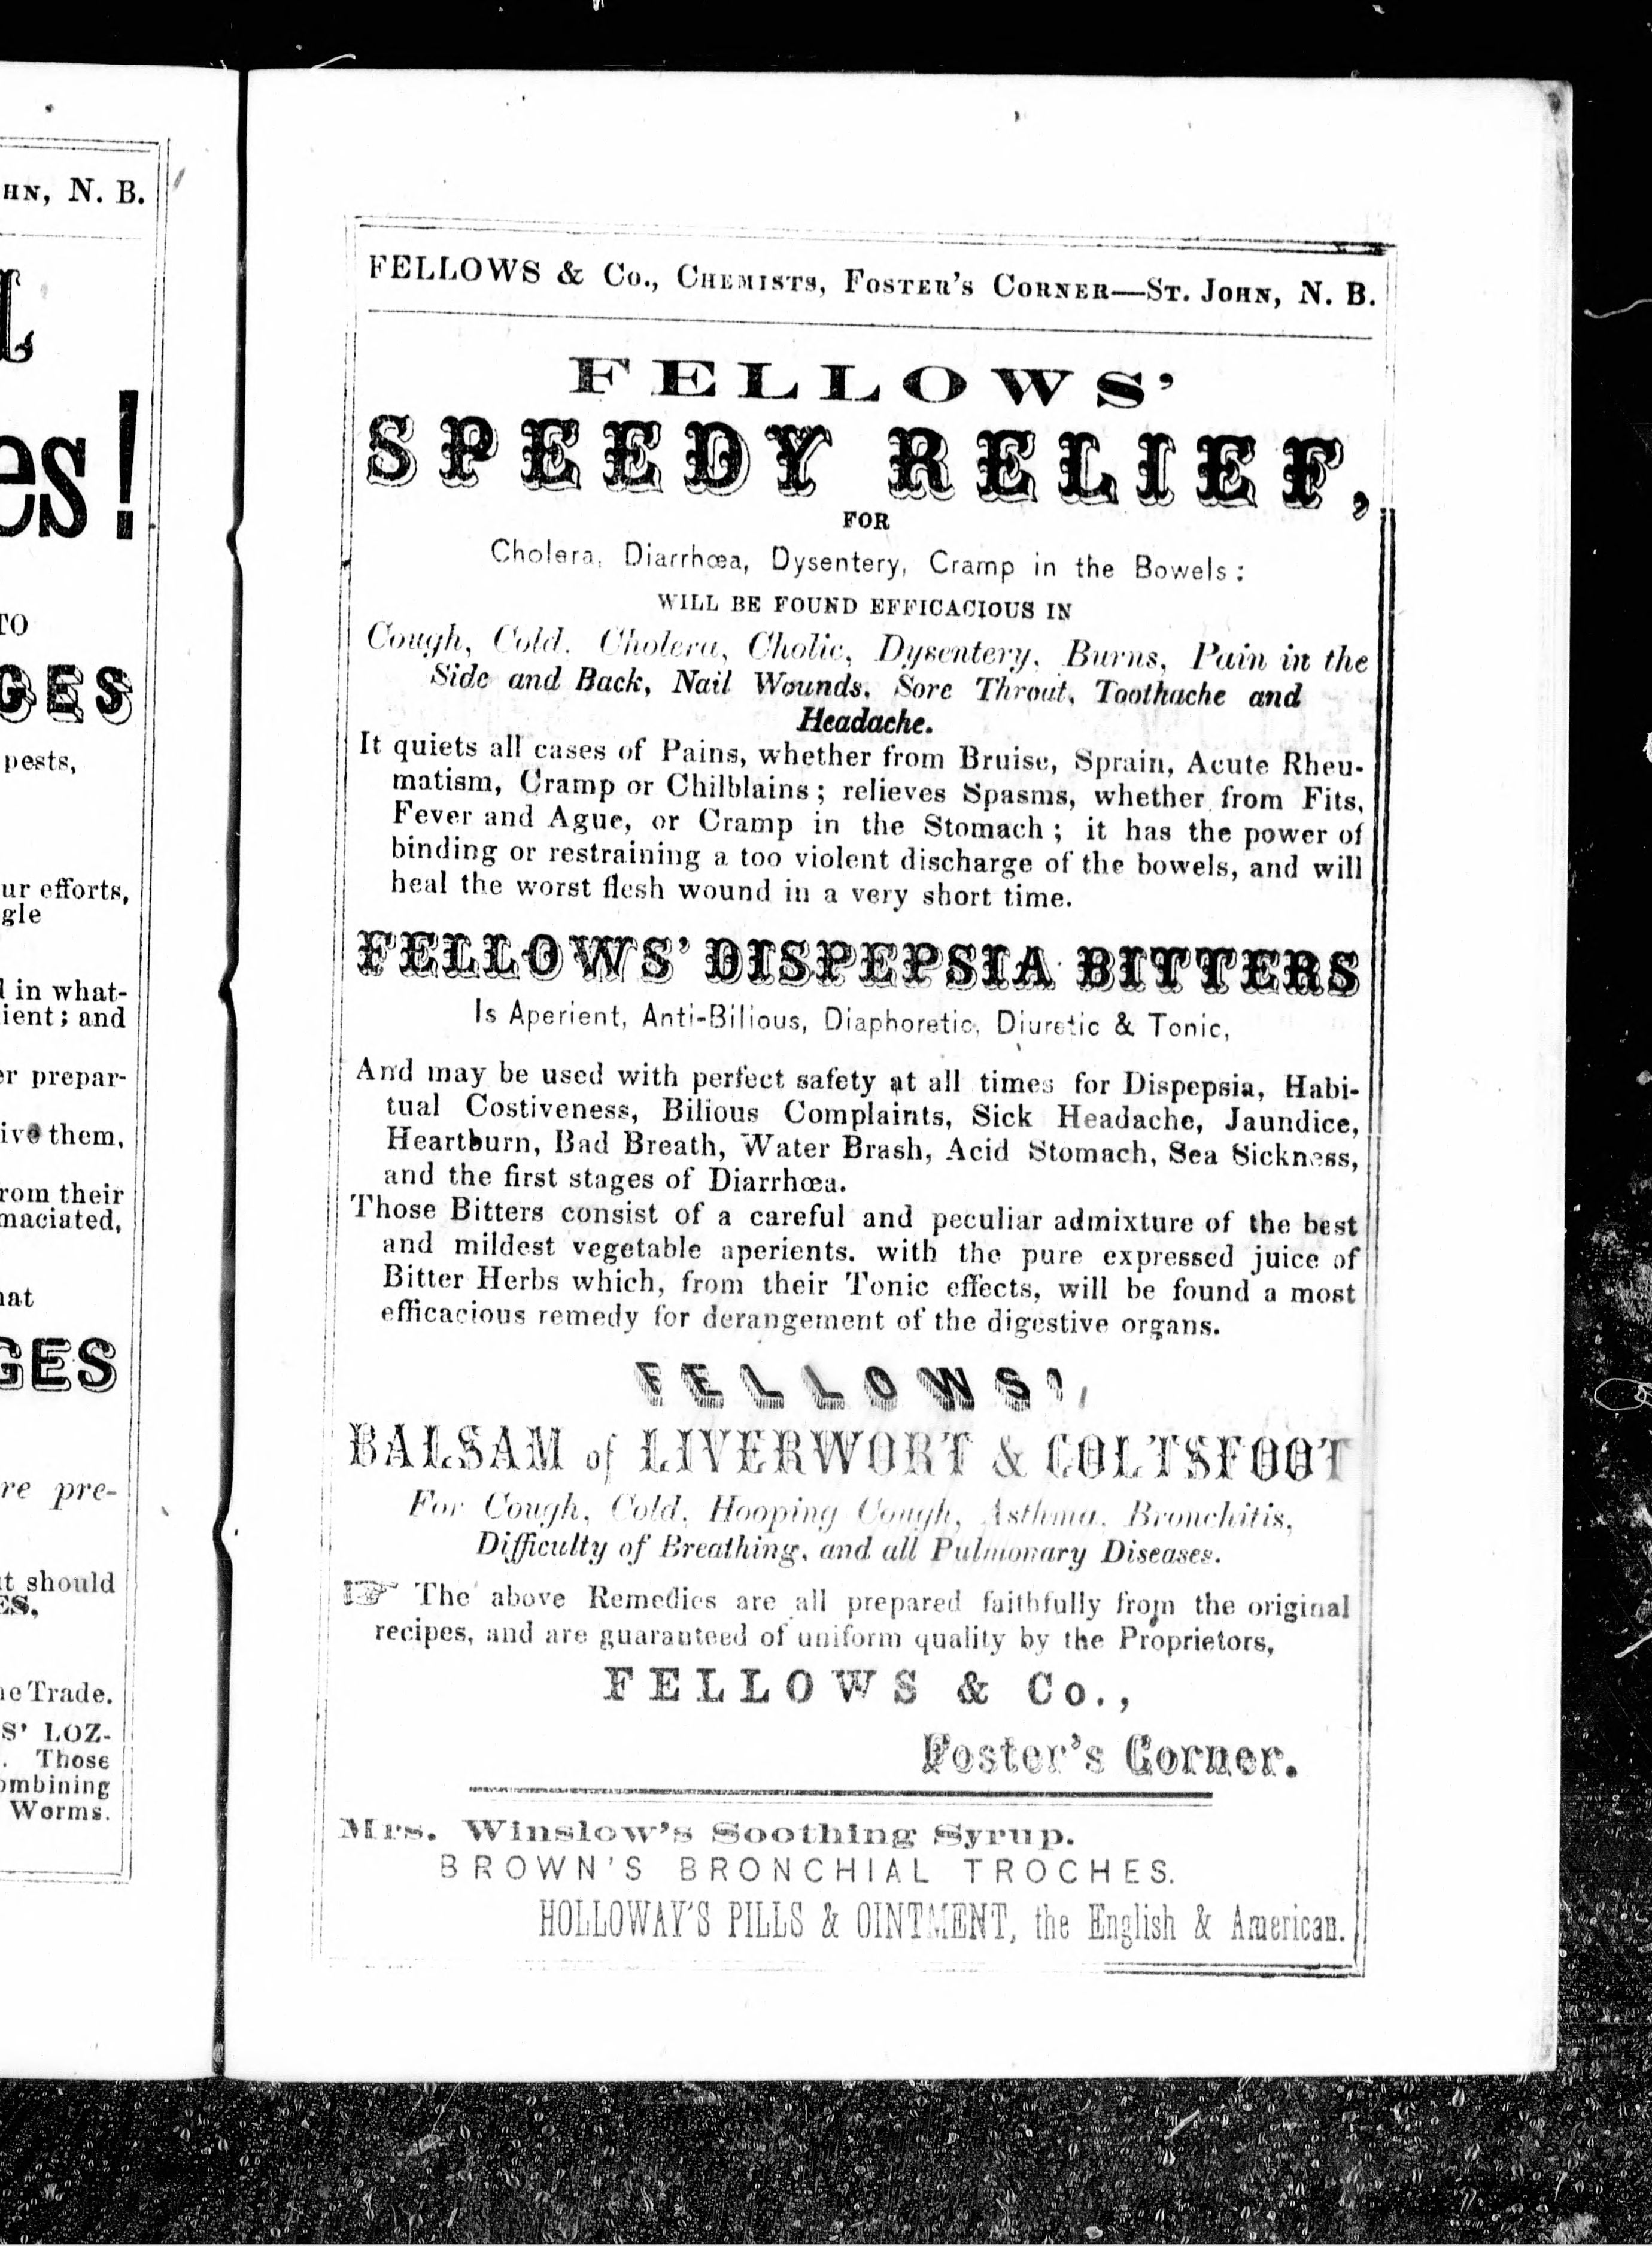 HN, N. B.
es!
TO
GES
pests,
ur efforts,
gle
l in what-
ient; and
er prepar-
ive them,
rom their
maciated,
hat
GES
re pre-
it should
ES,
he Trade.
S' LOZ-
. Those
ombining
Worms.
FELLOWS & Co., Chemists, Foster's Corner—St. John, N. B.
FELLOWS'
SPEEDY RELIEF,
FOR
Cholera, Diarrhœa, Dysentery, Cramp in the Bowels:
WILL BE FOUND EFFICACIOUS IN
Cough, Cold, Cholera, Cholic, Dysentery, Burns, Pain in the
Side and Back, Nail Wounds, Sore Throat, Toothache and
Headache.
It quiets all cases of Pains, whether from Bruise, Sprain, Acute Rheu-
matism, Cramp or Chilblains; relieves Spasms, whether from Fits,
Fever and Ague, or Cramp in the Stomach; it has the power of
binding or restraining a too violent discharge of the bowels, and will
heal the worst flesh wound in a very short time.
FELLOWS' DISPEPSIA BITTERS
Is Aperient, Anti-Bilious, Diaphoretic, Diuretic & Tonic,
And may be used with perfect safety at all times for Dispepsia, Habi-
tual Costiveness, Bilious Complaints, Sick Headache, Jaundice,
Heartburn, Bad Breath, Water Brash, Acid Stomach, Sea Sickness,
and the first stages of Diarrhœa.
Those Bitters consist of a careful and peculiar admixture of the best
and mildest vegetable aperients. with the pure expressed juice of
Bitter Herbs which, from their Tonic effects, will be found a most
efficacious remedy for derangement of the digestive organs.
FELLOWS'
BALSAM of LIVERWORT & COLTSFOOT
For Cough, Cold, Hooping Cough, Asthma, Bronchitis,
Difficulty of Breathing, and all Pulmonary Diseases.
☞ The above Remedies are all prepared faithfully from the original
recipes, and are guaranteed of uniform quality by the Proprietors,
FELLOWS & Co.,
Foster's Corner.
Mrs. Winslow's Soothing Syrup.
BROWN'S BRONCHIAL TROCHES.
HOLLOWAY'S PILLS & OINTMENT, the English & American.